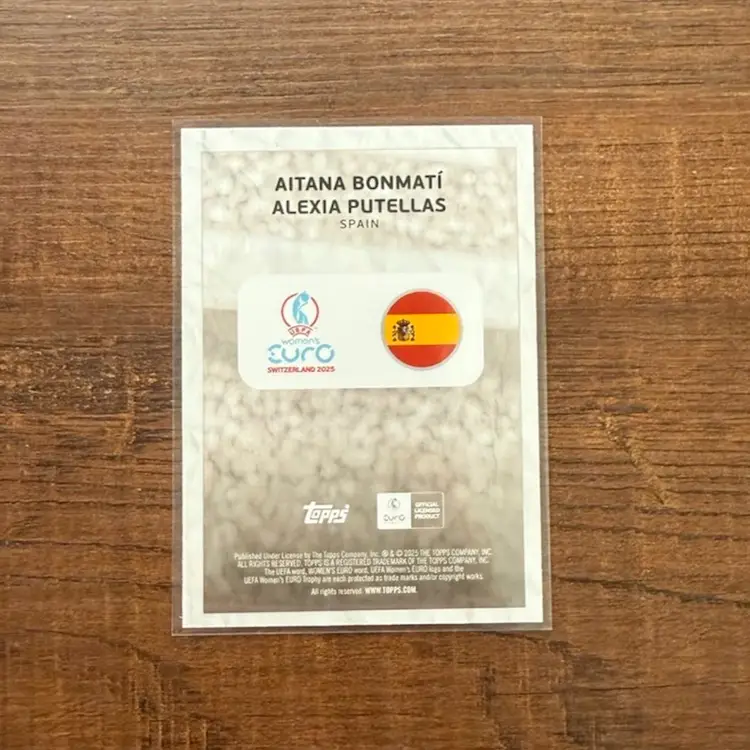 AITANA BONMATÍ
ALEXIA PUTELLAS
SPAIN
UEFA
women's
EURO
SWITZERLAND 2025
Topps
EURO
OFFICIAL
LICENSED
PRODUCT
Published Under License by The Topps Company, Inc. ® & © 2025 THE TOPPS COMPANY, INC.
ALL RIGHTS RESERVED. TOPPS IS A REGISTERED TRADEMARK OF THE TOPPS COMPANY, INC.
The UEFA word, WOMEN'S EURO word, UEFA Women's EURO logo and the
UEFA Women's EURO Trophy are each protected as trade marks and/or copyright works.
All rights reserved. WWW.TOPPS.COM.